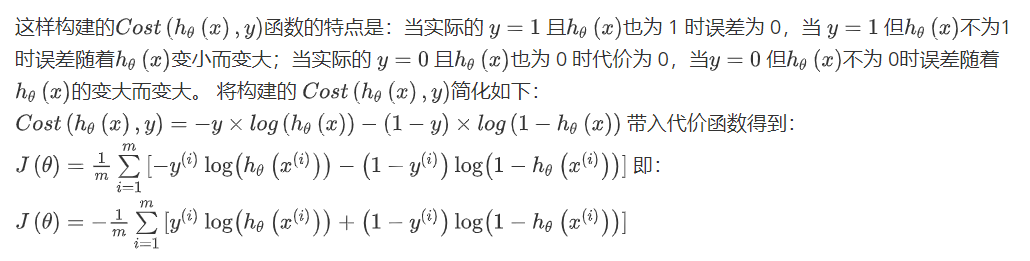 这样构建的Cost(hθ(x),y)函数的特点是：当实际的 y = 1 且hθ(x)也为 1 时误差为 0，当 y = 1 但hθ(x)不为1
时误差随着hθ(x)变小而变大；当实际的 y = 0 且hθ(x)也为 0 时代价为 0，当y = 0 但hθ(x)不为 0时误差随着
hθ(x)的变大而变大。 将构建的 Cost(hθ(x),y)简化如下：
Cost(hθ(x),y) = −y × log(hθ(x)) − (1 − y) × log(1 − hθ(x)) 带入代价函数得到：
J(θ) = 1/m ∑_{i=1}^{m} [−y^(i) log(hθ(x^(i))) − (1 − y^(i)) log(1 − hθ(x^(i)))] 即：
J(θ) = −1/m ∑_{i=1}^{m} [y^(i) log(hθ(x^(i))) + (1 − y^(i)) log(1 − hθ(x^(i)))]